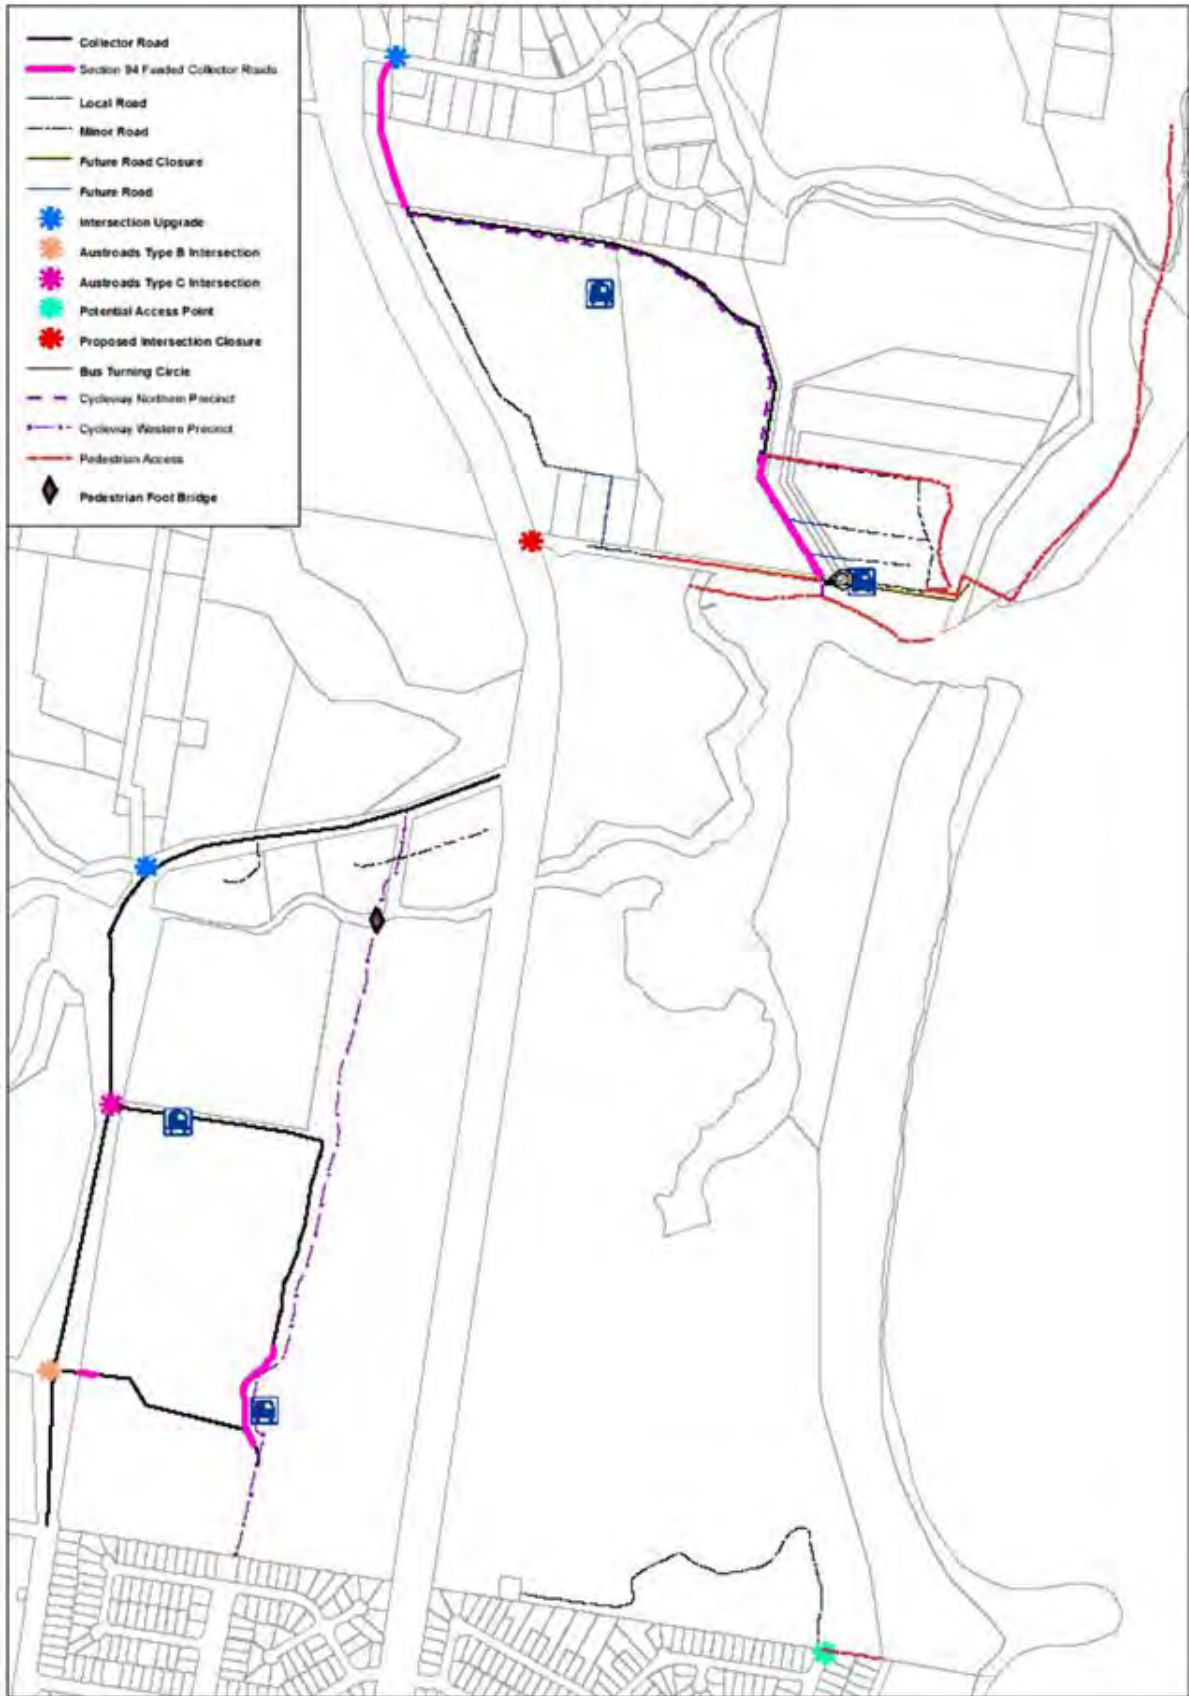 Collector Road
Section 94 Funded Collector Roads
Local Road
Minor Road
Future Road Closure
Future Road
Intersection Upgrade
Austroads Type B Intersection
Austroads Type C Intersection
Potential Access Point
Proposed Intersection Closure
Bus Turning Circle
Cycleway Northern Precinct
Cycleway Western Precinct
Pedestrian Access
Pedestrian Foot Bridge